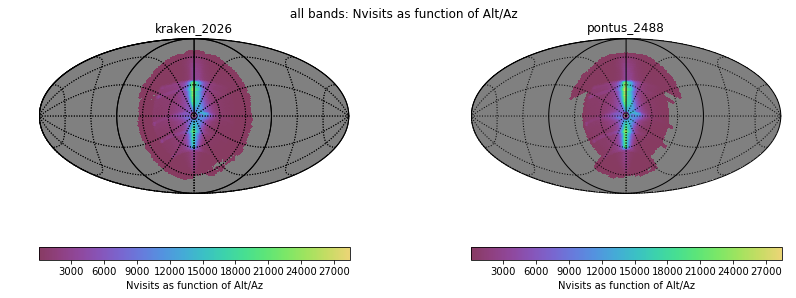 all bands: Nvisits as function of Alt/Az
kraken_2026
pontus_2488
3000 6000 9000 12000 15000 18000 21000 24000 27000
Nvisits as function of Alt/Az
3000 6000 9000 12000 15000 18000 21000 24000 27000
Nvisits as function of Alt/Az